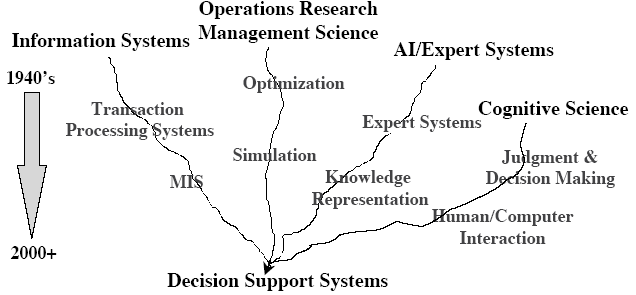 Operations Research
Management Science
Information Systems
AI/Expert Systems
1940's
Optimization
Transaction
Processing Systems
Cognitive Science
Expert Systems
Simulation
Judgment &
Decision Making
MIS
Knowledge
Representation
Human/Computer
Interaction
2000+
Decision Support Systems